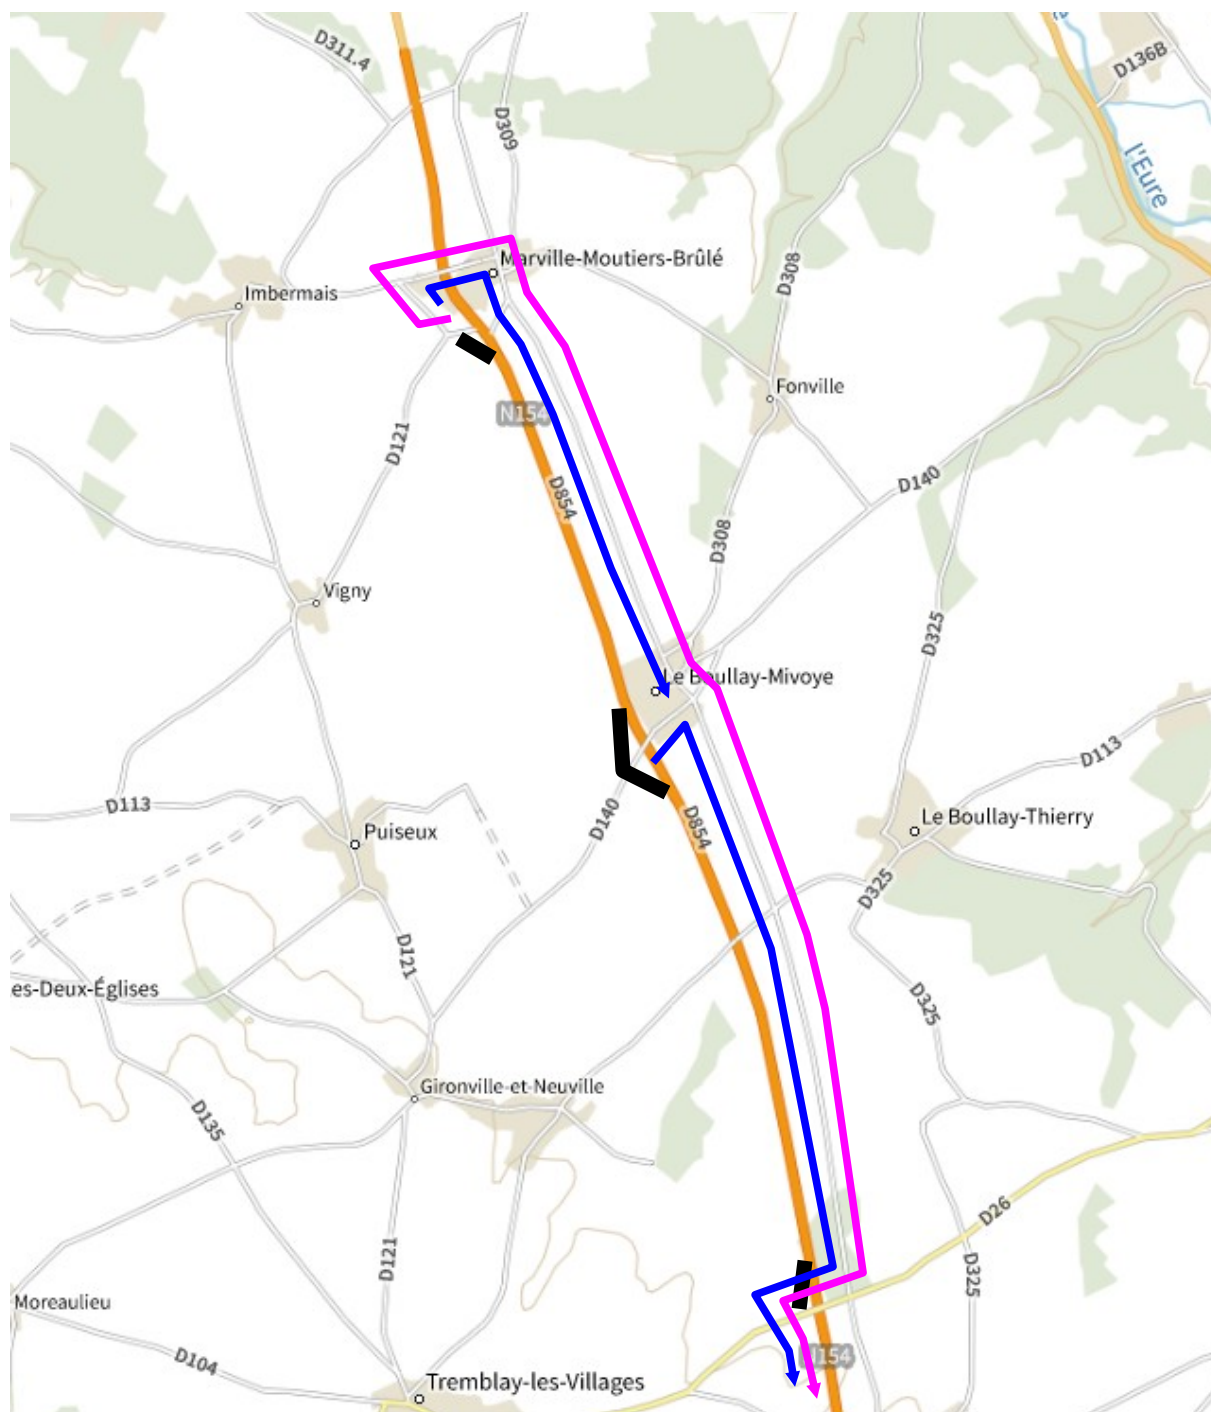 D311.4
D136B
D309
l'Eure
Marville-Moutiers-Brûlé
D308
Imbermais
Fonville
N154
D121
D140
D854
D308
Vigny
D325
Le Boullay-Mivoye
D113
D113
Puiseux
D140
D854
Le Boullay-Thierry
D325
D121
es-Deux-Églises
D325
Gironville-et-Neuville
D135
D26
D121
D325
Moreaulieu
N154
D104
Tremblay-les-Villages